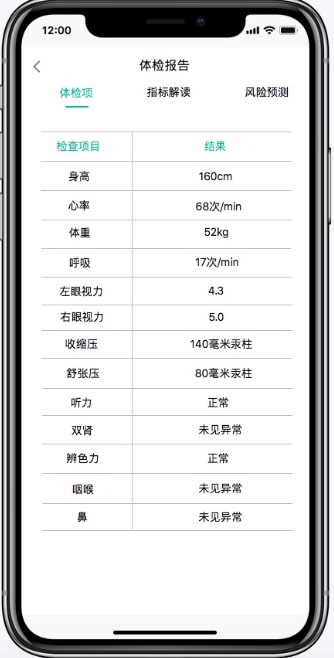 12:00
体检报告
体检项 指标解读 风险预测
检查项目 结果
身高 160cm
心率 68次/min
体重 52kg
呼吸 17次/min
左眼视力 4.3
右眼视力 5.0
收缩压 140毫米汞柱
舒张压 80毫米汞柱
听力 正常
双肾 未见异常
辨色力 正常
咽喉 未见异常
鼻 未见异常